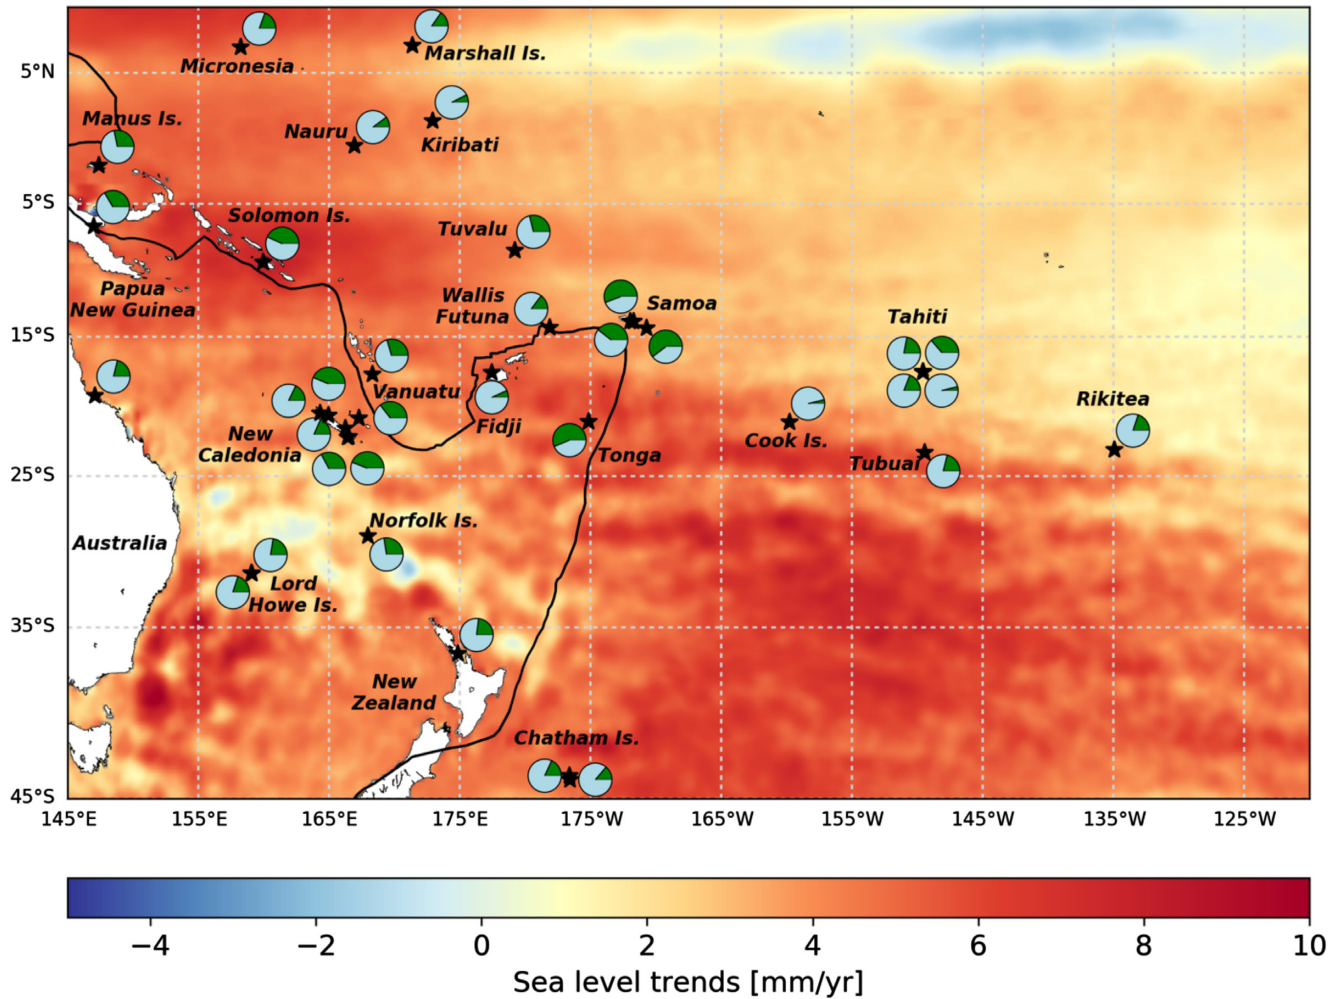 Micronesia
Marshall Is.
5°N
Manus Is.
Nauru
Kiribati
5°S
Solomon Is.
Tuvalu
Papua
New Guinea
Wallis
Futuna
Samoa
Tahiti
15°S
Vanuatu
Fidji
New
Caledonia
Tonga
Cook Is.
Rikitea
Tubuai
25°S
Norfolk Is.
Australia
Lord
Howe Is.
35°S
New
Zealand
Chatham Is.
45°S
145°E 155°E 165°E 175°E 175°W 165°W 155°W 145°W 135°W 125°W
−4 −2 0 2 4 6 8 10
Sea level trends [mm/yr]